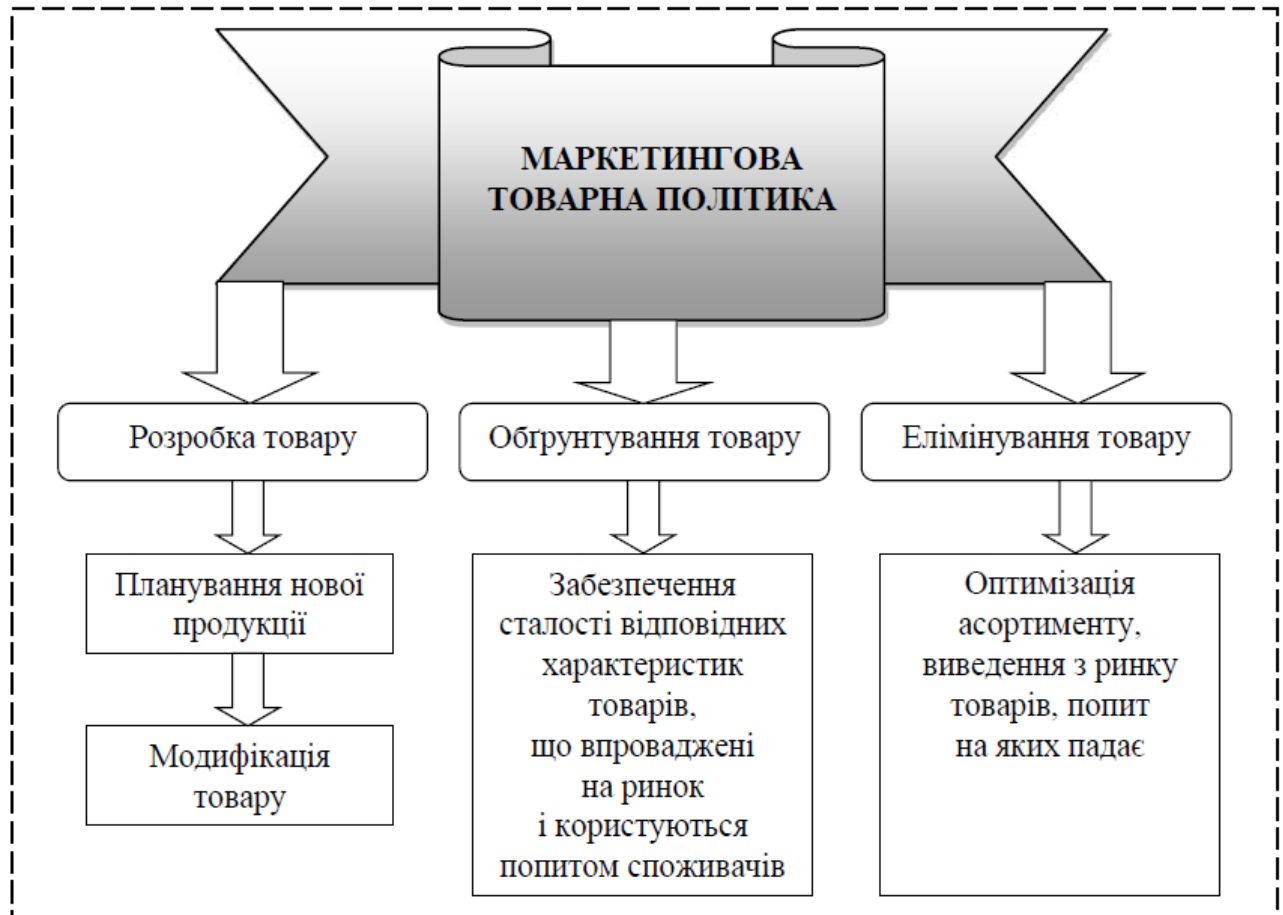 МАРКЕТИНГОВА
ТОВАРНА ПОЛІТИКА
Розробка товару
Обґрунтування товару
Елімінування товару
Планування нової
продукції
Модифікація
товару
Забезпечення
сталості відповідних
характеристик
товарів,
що впроваджені
на ринок
і користуються
попитом споживачів
Оптимізація
асортименту,
виведення з ринку
товарів, попит
на яких падає